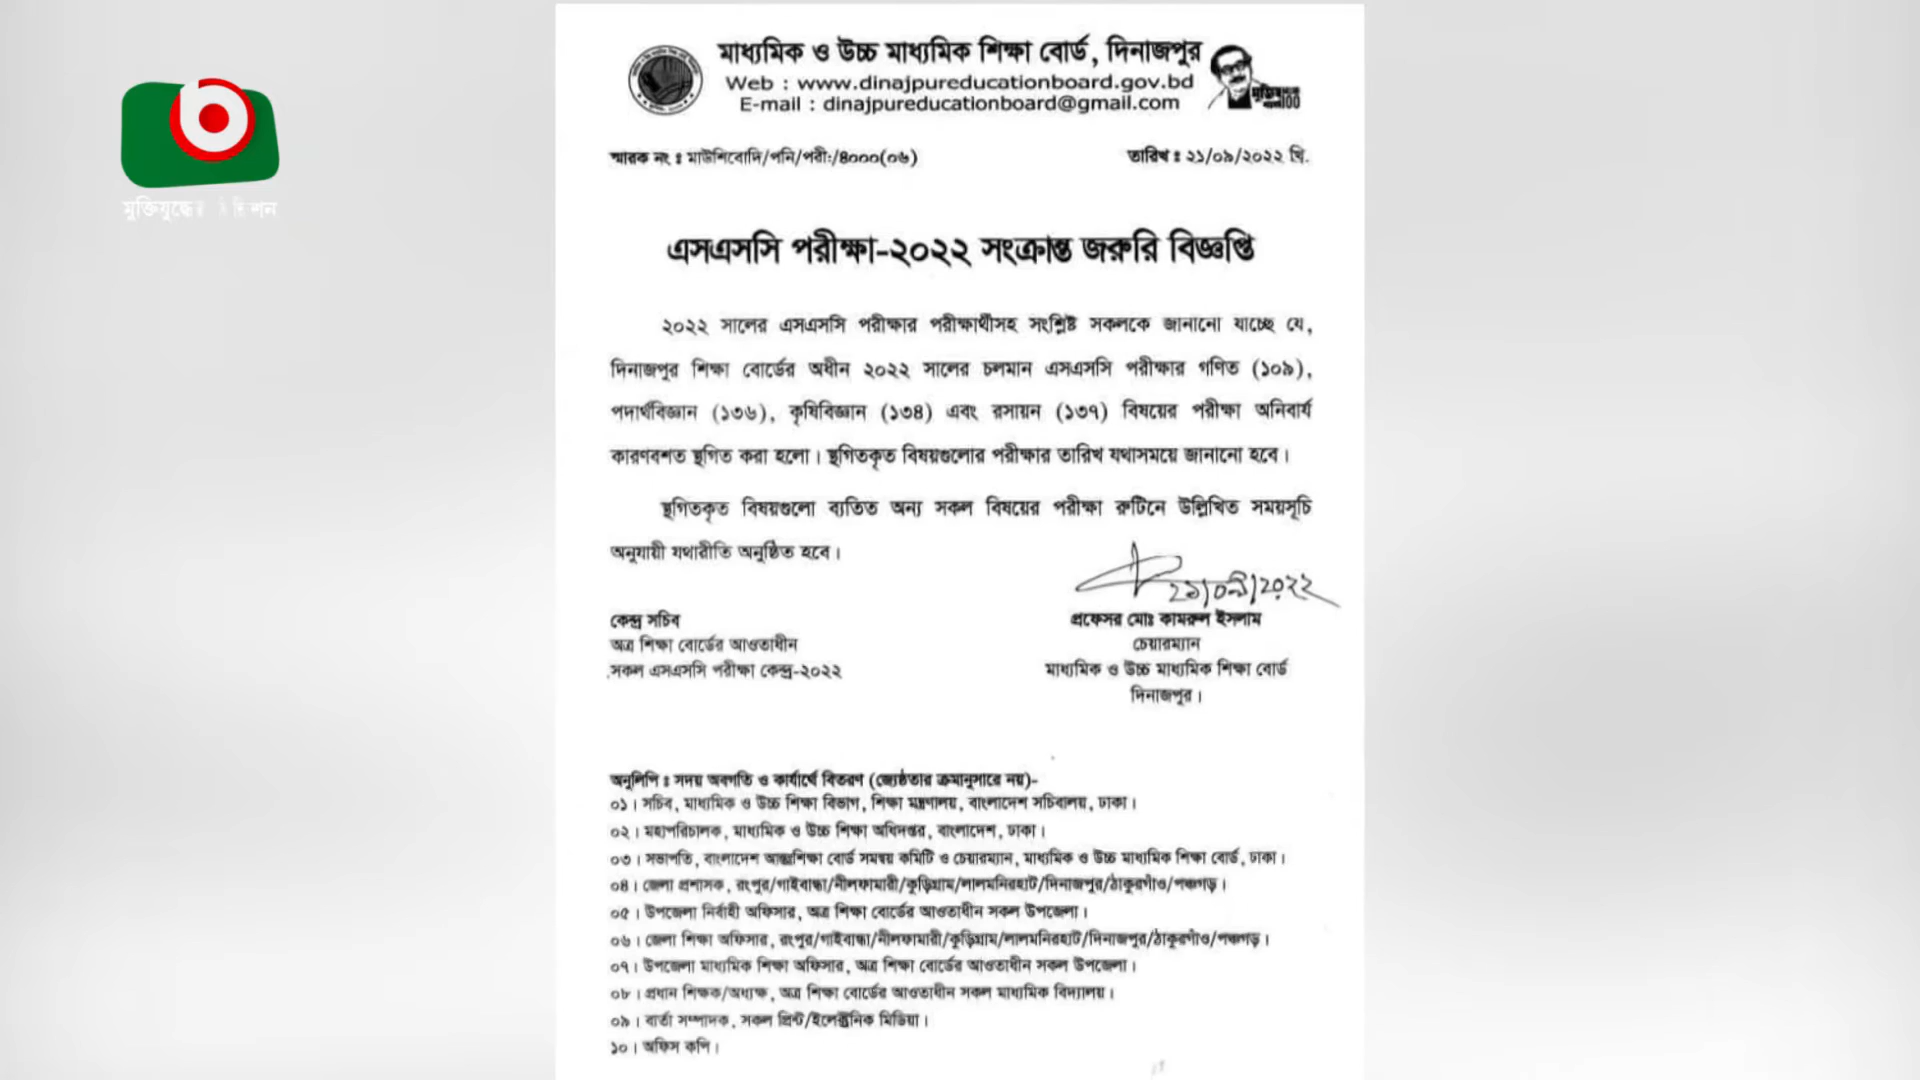 মাধ্যমিক ও উচ্চ মাধ্যমিক শিক্ষা বোর্ড, দিনাজপুর
Web : www.dinajpureducationboard.gov.bd
E-mail : dinajpureducationboard@gmail.com
স্মারক নং ঃ মাউশিবোদি/পনি/পরী:/৪০০০(০৬)
তারিখ ঃ ২১/০৯/২০২২ খ্রি.
মুক্তিযুদ্ধের
এসএসসি পরীক্ষা-২০২২ সংক্রান্ত জরুরি বিজ্ঞপ্তি
২০২২ সালের এসএসসি পরীক্ষার পরীক্ষার্থীসহ সংশ্লিষ্ট সকলকে জানানো যাচ্ছে যে,
দিনাজপুর শিক্ষা বোর্ডের অধীন ২০২২ সালের চলমান এসএসসি পরীক্ষার গণিত (১০৯),
পদার্থবিজ্ঞান (১৩৬), কৃষিবিজ্ঞান (১৩৪) এবং রসায়ন (১৩৭) বিষয়ের পরীক্ষা অনিবার্য
কারণবশত স্থগিত করা হলো। স্থগিতকৃত বিষয়গুলোর পরীক্ষার তারিখ যথাসময়ে জানানো হবে।
স্থগিতকৃত বিষয়গুলো ব্যতিত অন্য সকল বিষয়ের পরীক্ষা রুটিনে উল্লিখিত সময়সূচি
অনুযায়ী যথারীতি অনুষ্ঠিত হবে।
২১/০৯/২০২২
কেন্দ্র সচিব
অত্র শিক্ষা বোর্ডের আওতাধীন
সকল এসএসসি পরীক্ষা কেন্দ্র-২০২২
প্রফেসর মোঃ কামরুল ইসলাম
চেয়ারম্যান
মাধ্যমিক ও উচ্চ মাধ্যমিক শিক্ষা বোর্ড
দিনাজপুর।
অনুলিপি ঃ সদয় অবগতি ও কার্যার্থে বিতরণ (জ্যেষ্ঠতার ক্রমানুসারে নয়)-
০১। সচিব, মাধ্যমিক ও উচ্চ শিক্ষা বিভাগ, শিক্ষা মন্ত্রণালয়, বাংলাদেশ সচিবালয়, ঢাকা।
০২। মহাপরিচালক, মাধ্যমিক ও উচ্চ শিক্ষা অধিদপ্তর, বাংলাদেশ, ঢাকা।
০৩। সভাপতি, বাংলাদেশ আন্তঃশিক্ষা বোর্ড সমন্বয় কমিটি ও চেয়ারম্যান, মাধ্যমিক ও উচ্চ মাধ্যমিক শিক্ষা বোর্ড, ঢাকা।
০৪। জেলা প্রশাসক, রংপুর/গাইবান্ধা/নীলফামারী/কুড়িগ্রাম/লালমনিরহাট/দিনাজপুর/ঠাকুরগাঁও/পঞ্চগড়।
০৫। উপজেলা নির্বাহী অফিসার, অত্র শিক্ষা বোর্ডের আওতাধীন সকল উপজেলা।
০৬। জেলা শিক্ষা অফিসার, রংপুর/গাইবান্ধা/নীলফামারী/কুড়িগ্রাম/লালমনিরহাট/দিনাজপুর/ঠাকুরগাঁও/পঞ্চগড়।
০৭। উপজেলা মাধ্যমিক শিক্ষা অফিসার, অত্র শিক্ষা বোর্ডের আওতাধীন সকল উপজেলা।
০৮। প্রধান শিক্ষক/অধ্যক্ষ, অত্র শিক্ষা বোর্ডের আওতাধীন সকল মাধ্যমিক বিদ্যালয়।
০৯। বার্তা সম্পাদক, সকল প্রিন্ট/ইলেক্ট্রনিক মিডিয়া।
১০। অফিস কপি।